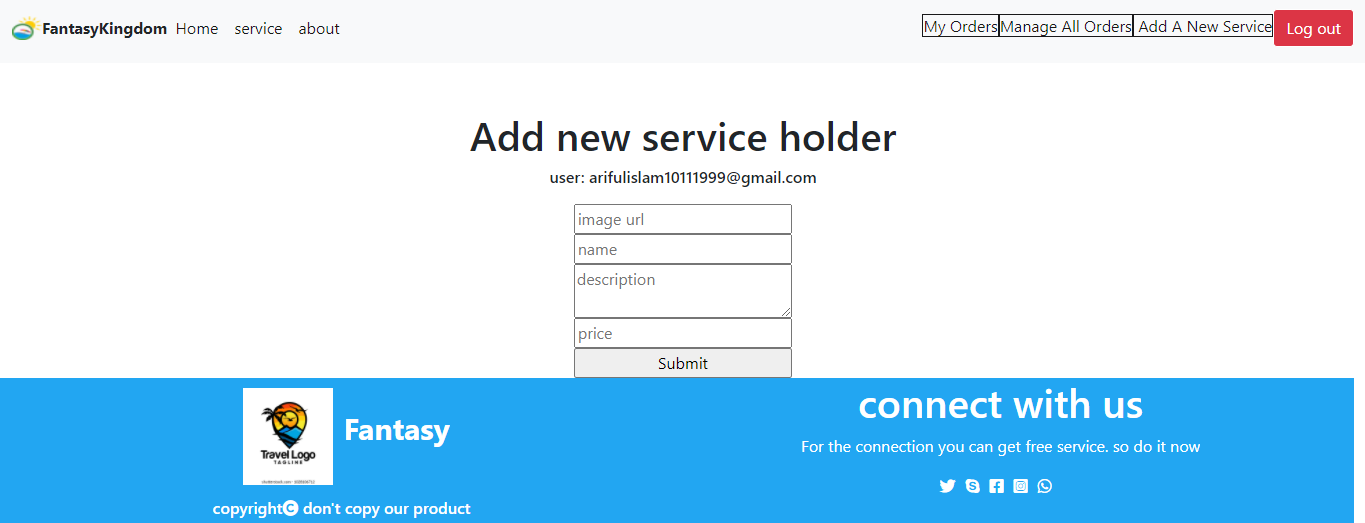 FantasyKingdom Home service about My Orders Manage All Orders Add A New Service Log out
Add new service holder
user: arifulislam10111999@gmail.com
image url
name
description
price
Submit
Travel Logo
TAGLINE
Fantasy
copyright© don't copy our product
connect with us
For the connection you can get free service. so do it now